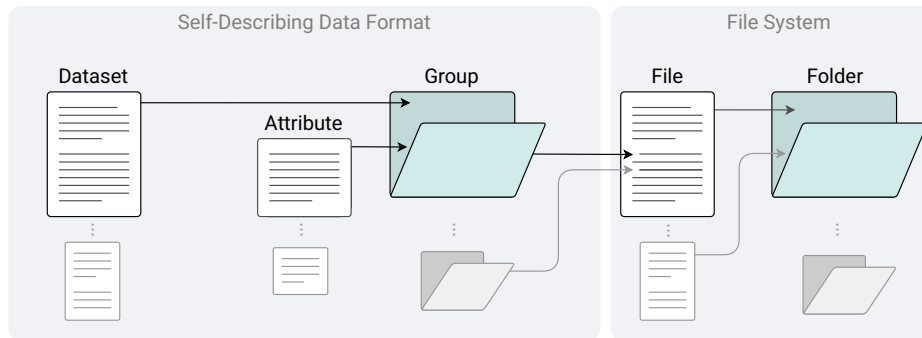 Self-Describing Data Format
File System
Dataset
Attribute
Group
File
Folder